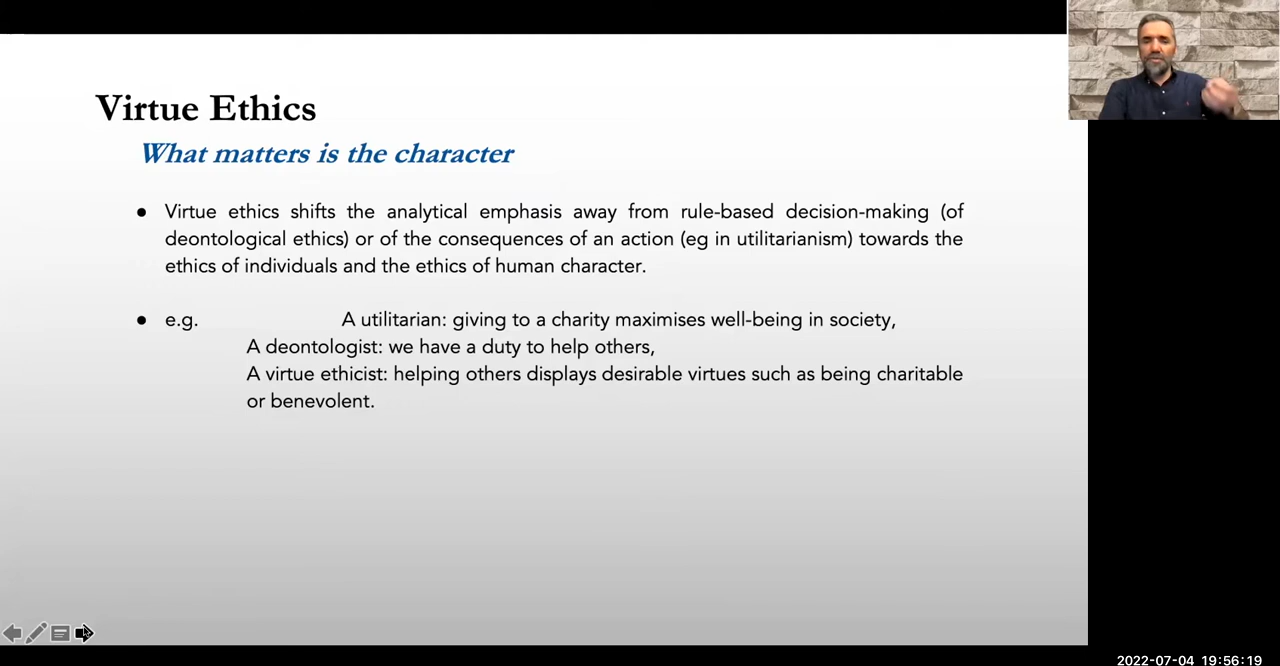 Virtue Ethics
What matters is the character
● Virtue ethics shifts the analytical emphasis away from rule-based decision-making (of
deontological ethics) or of the consequences of an action (eg in utilitarianism) towards the
ethics of individuals and the ethics of human character.
● e.g. A utilitarian: giving to a charity maximises well-being in society,
A deontologist: we have a duty to help others,
A virtue ethicist: helping others displays desirable virtues such as being charitable
or benevolent.
2022-07-04 19:56:19